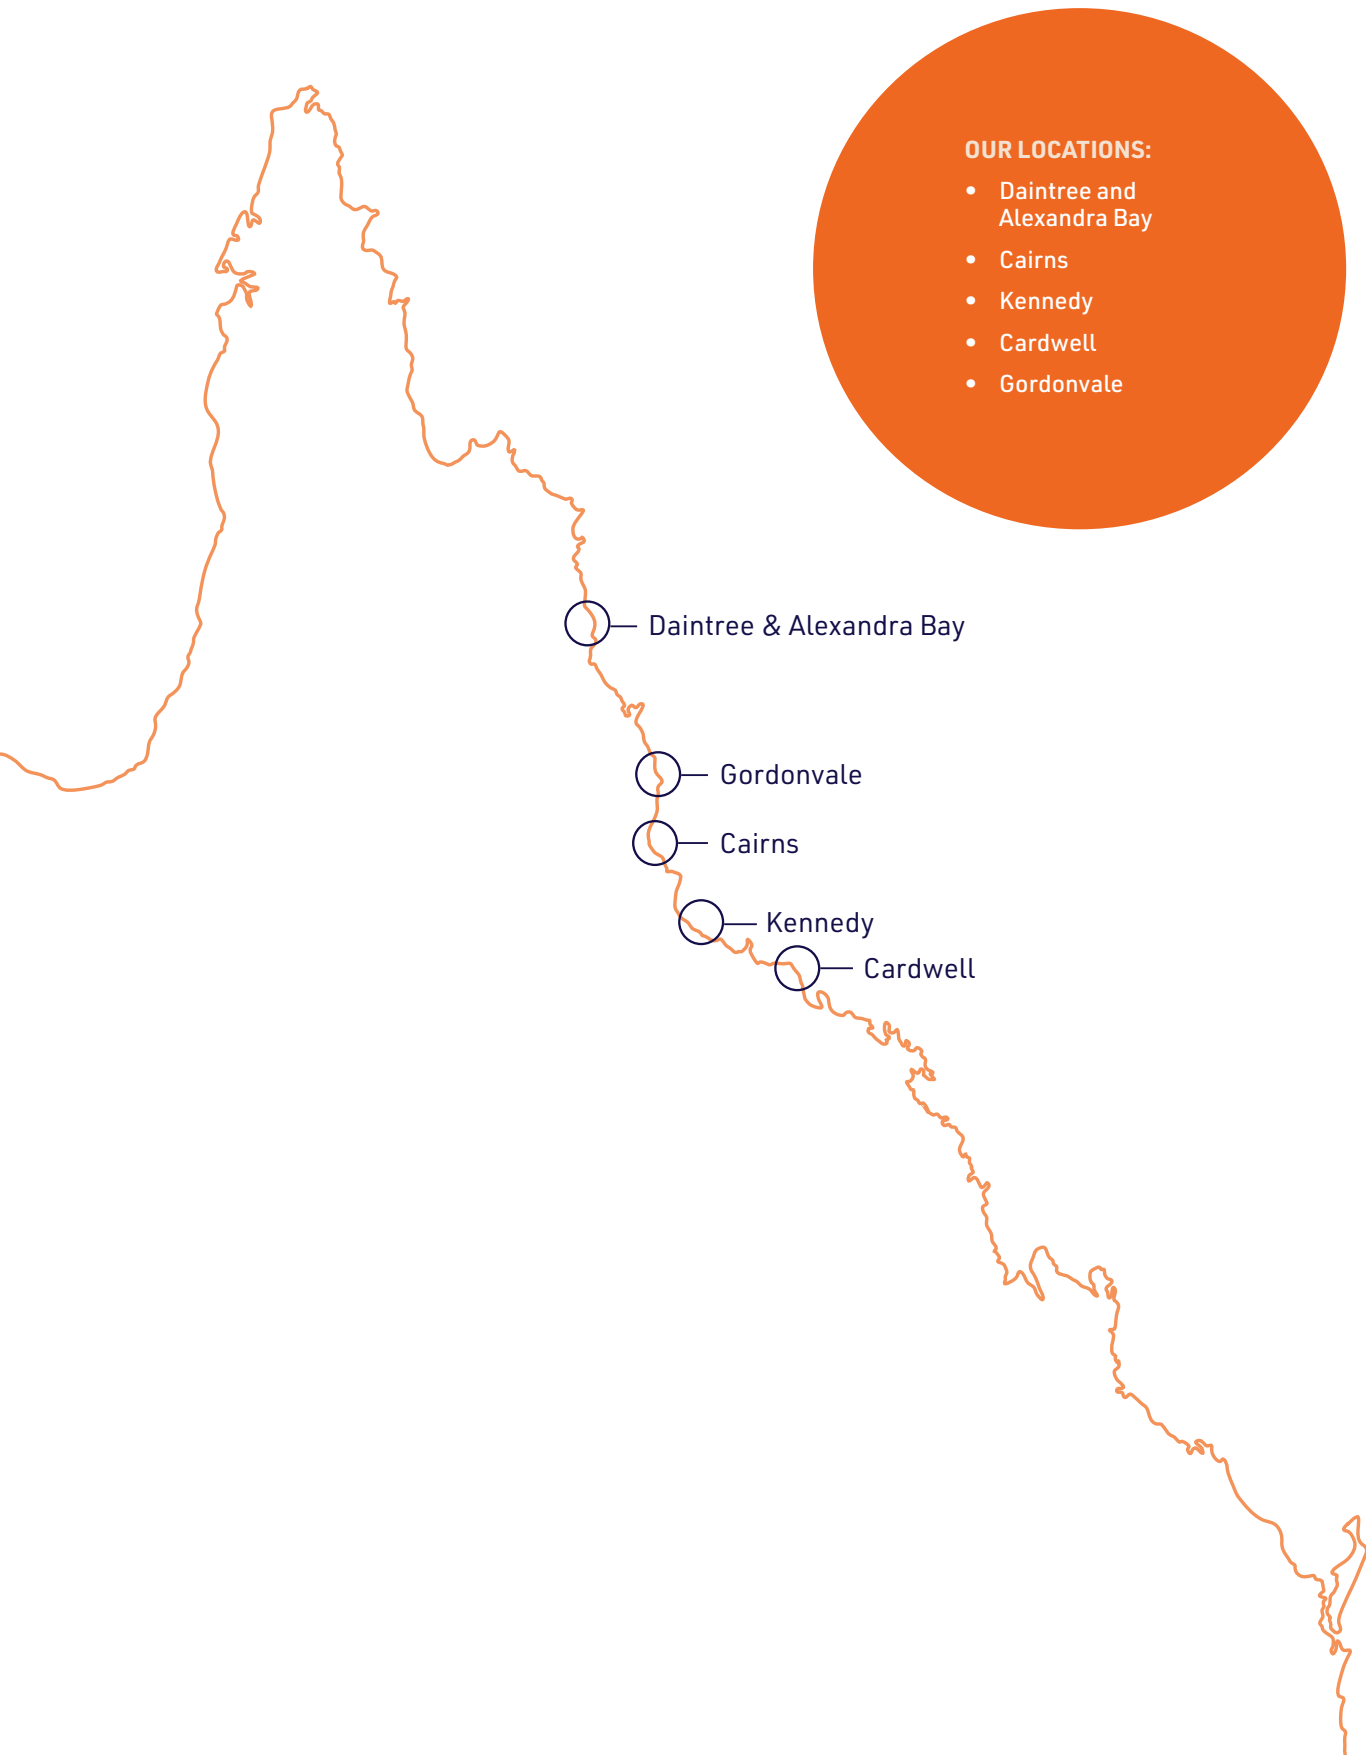 OUR LOCATIONS:
• Daintree and
Alexandra Bay
• Cairns
• Kennedy
• Cardwell
• Gordonvale
Daintree & Alexandra Bay
Gordonvale
Cairns
Kennedy
Cardwell